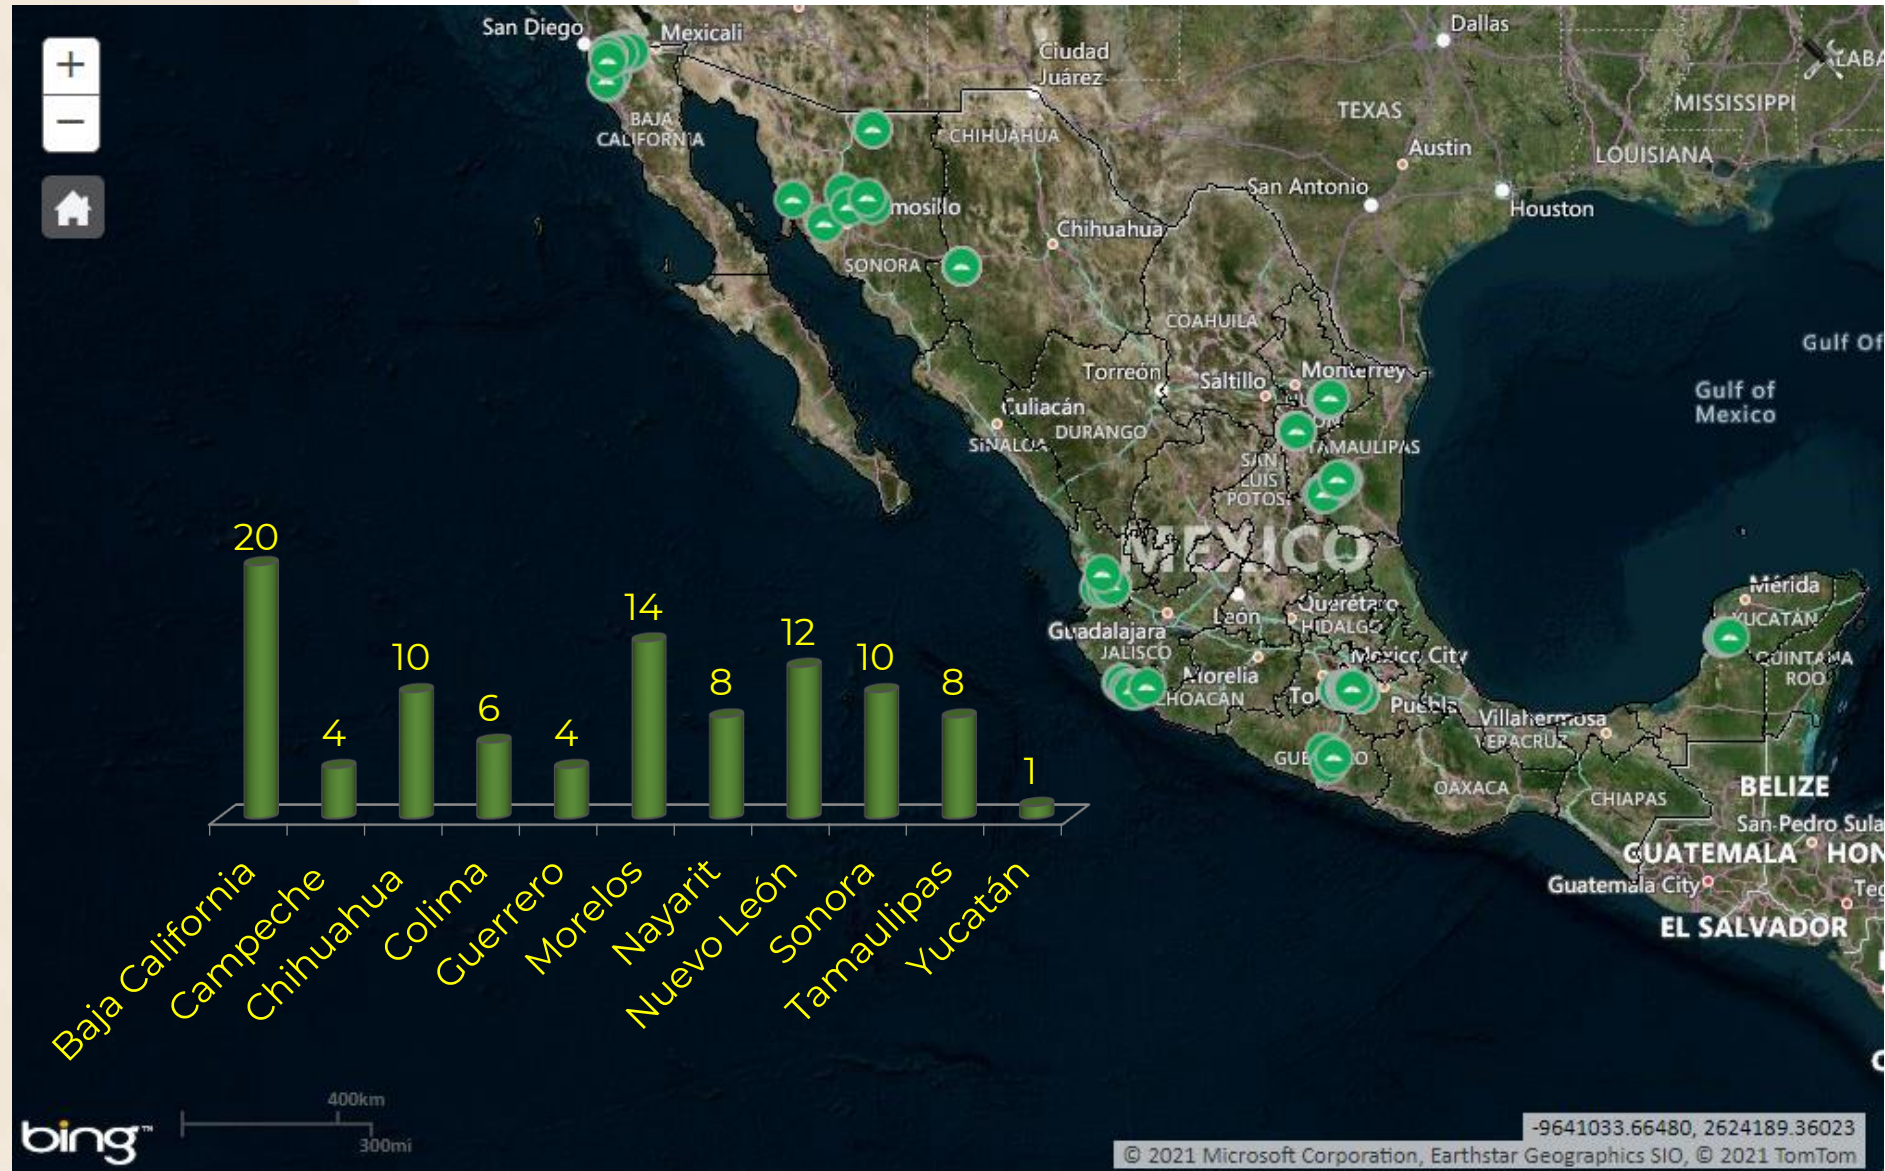 San Diego
Mexicali
Ciudad
Juárez
Dallas
TEXAS
MISSISSIPPI
BAJA
CALIFORNIA
CHIHUAHUA
Austin
LOUISIANA
San Antonio
Houston
Chihuahua
SONORA
COAHUILA
Gulf of
Mexico
Torreón
Saltillo
Monterrey
Culiacán
SINALOA
DURANGO
TAMAULIPAS
SAN
LUIS
MEXICO
Mérida
YUCATÁN
QUINTANA
ROO
León
Querétaro
HIDALGO
Guadalajara
JALISCO
Mexico City
Morelia
Puebla
Villahermosa
VERACRUZ
OAXACA
CHIAPAS
BELIZE
San Pedro Sula
GUATEMALA
Guatemala City
EL SALVADOR
20
4
10
6
4
14
8
12
10
8
1
Baja California
Campeche
Chihuahua
Colima
Guerrero
Morelos
Nayarit
Nuevo León
Sonora
Tamaulipas
Yucatán
400km
300mi
bing™
-9641033.66480, 2624189.36023
© 2021 Microsoft Corporation, Earthstar Geographics SIO, © 2021 TomTom